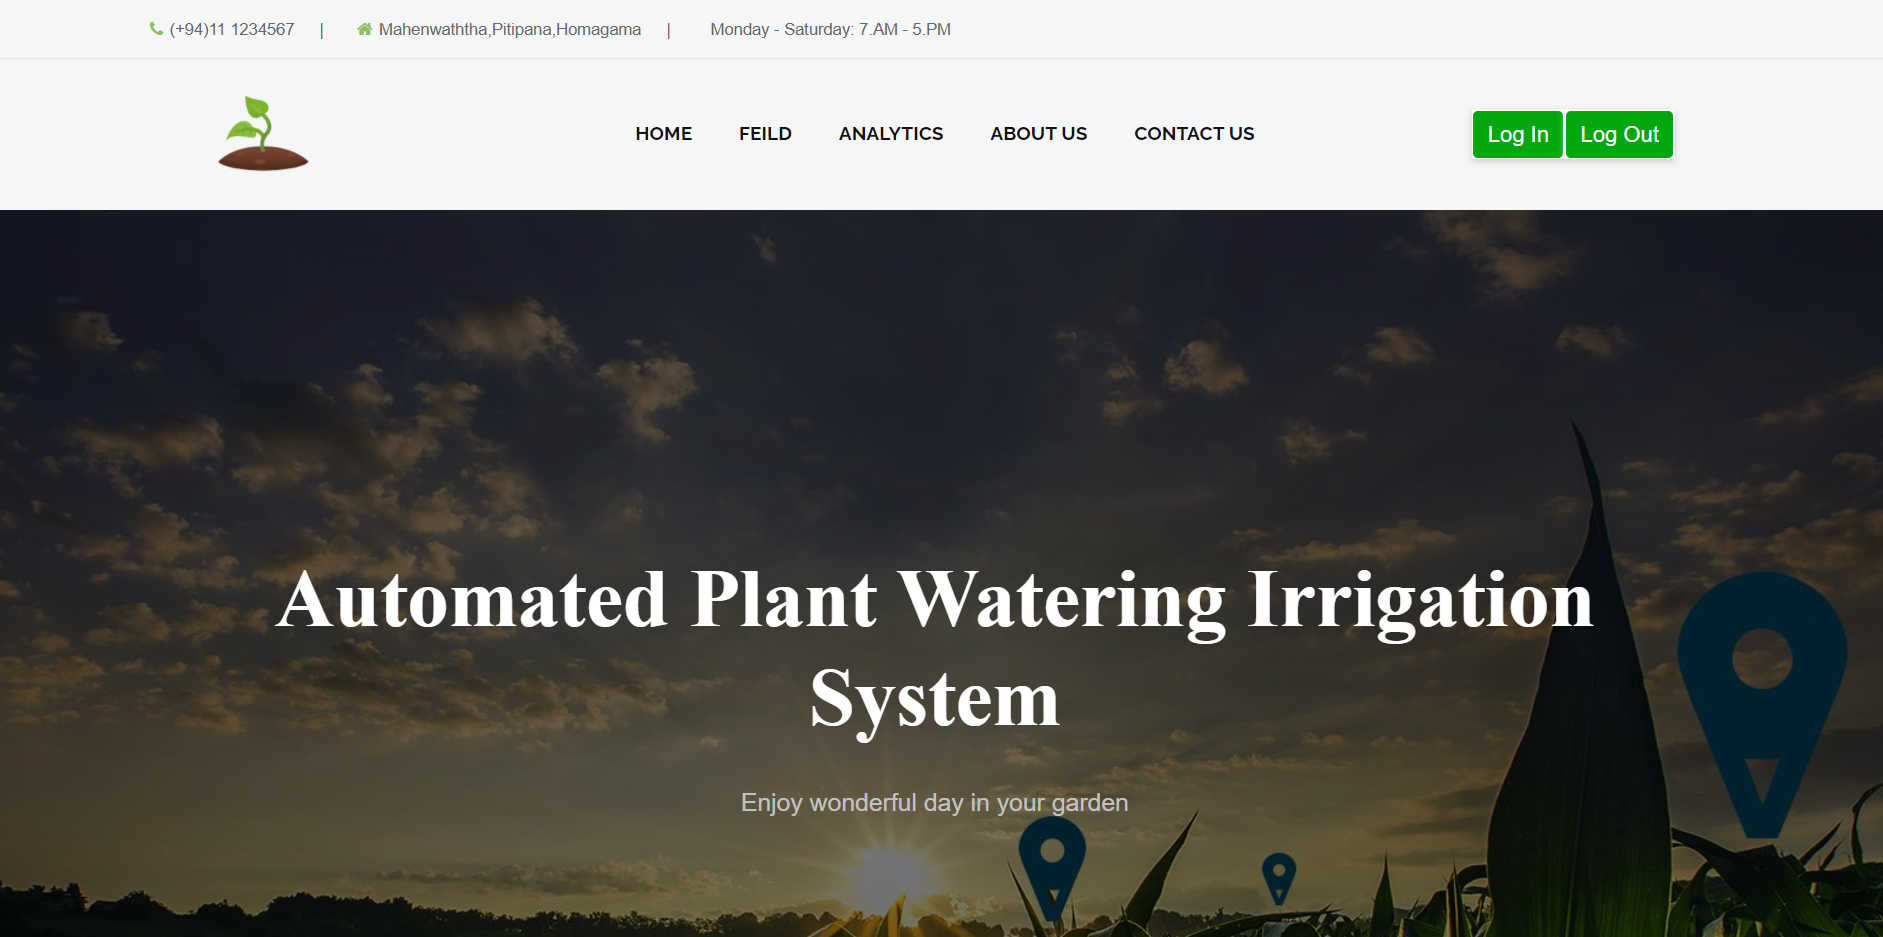 (+94)11 1234567 | Mahenwaththa,Pitipana,Homagama | Monday - Saturday: 7.AM - 5.PM
HOME FEILD ANALYTICS ABOUT US CONTACT US Log In Log Out
Automated Plant Watering Irrigation
System
Enjoy wonderful day in your garden